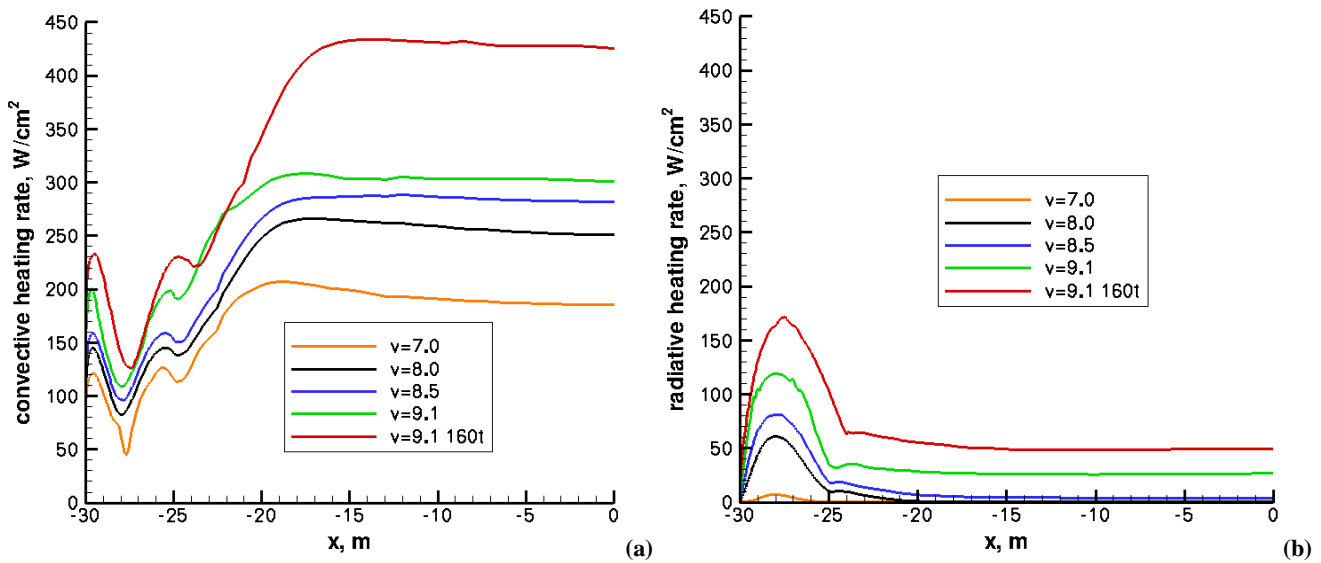 convective heating rate, W/cm2
450
400
350
300
250
200
150
100
50
0
-30
-25
-20
-15
-10
-5
0
x, m
v=7.0
v=8.0
v=8.5
v=9.1
v=9.1 160t
(a)
radiative heating rate, W/cm2
450
400
350
300
250
200
150
100
50
0
-30
-25
-20
-15
-10
-5
0
x, m
v=7.0
v=8.0
v=8.5
v=9.1
v=9.1 160t
(b)